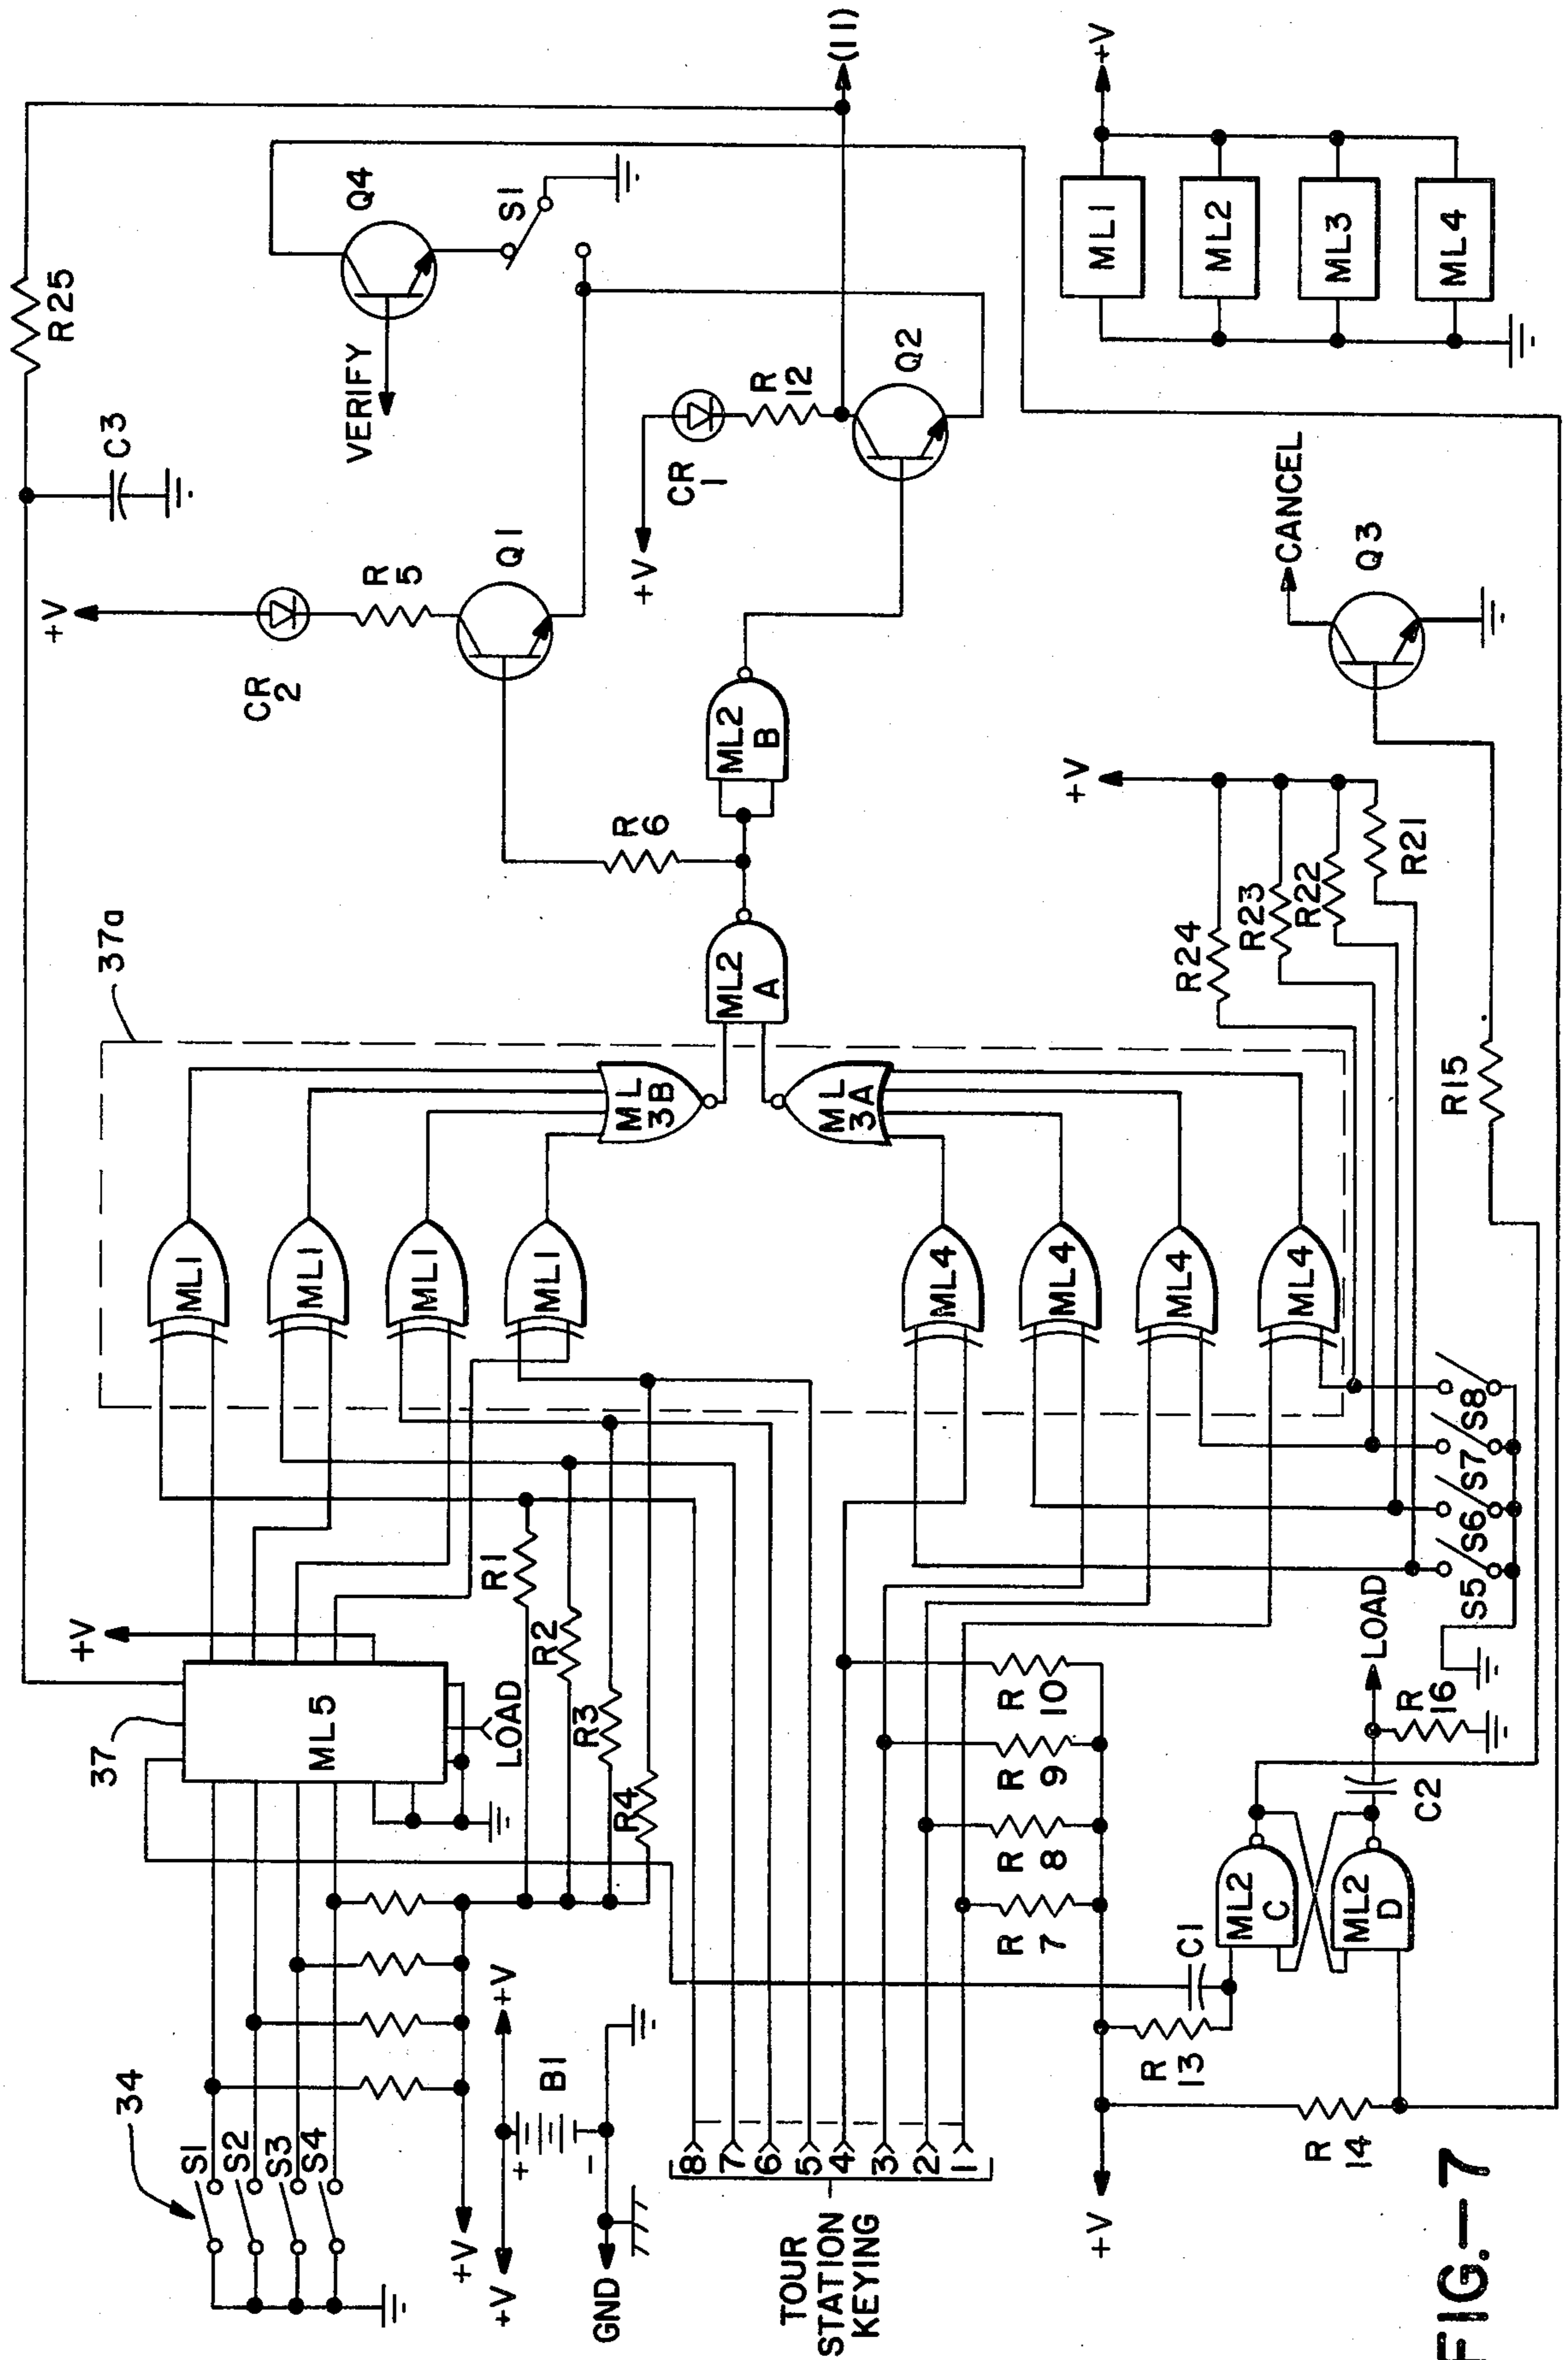 R25
C3
Q4
VERIFY
S1
(11)
+V
CR
2
R
5
Q1
+V
CR
1
R
12
Q2
+V
ML1
ML2
ML3
ML4
37a
R
6
ML2
B
ML2
A
CANCEL
Q3
+V
R24
R23
R22
R21
R15
ML1
ML1
ML1
ML1
ML
3B
ML
3A
ML4
ML4
ML4
ML4
+V
37
ML5
LOAD
R1
R2
R3
R4
S8
S7
S6
S5
LOAD
R
16
R
10
R
9
R
8
R
7
C2
ML2
C
ML2
D
C1
R
13
R
14
34
S1
S2
S3
S4
+V
+V
+V
B1
+
-
GND
8
7
6
5
4
3
2
1
TOUR
STATION
KEYING
+V
FIG.-7